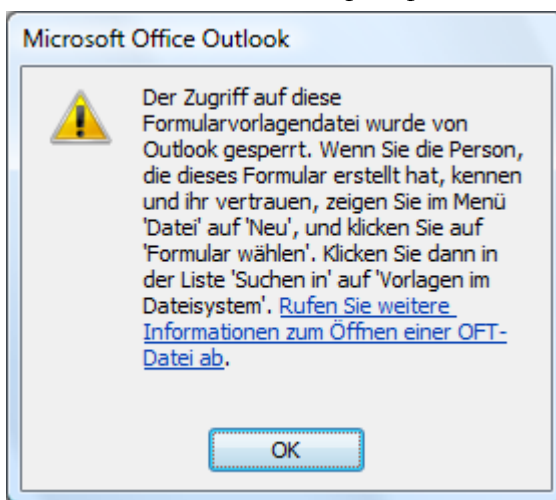 Microsoft Office Outlook
Der Zugriff auf diese
Formularvorlagendatei wurde von
Outlook gesperrt. Wenn Sie die Person,
die dieses Formular erstellt hat, kennen
und ihr vertrauen, zeigen Sie im Menü
'Datei' auf 'Neu', und klicken Sie auf
'Formular wählen'. Klicken Sie dann in
der Liste 'Suchen in' auf 'Vorlagen im
Dateisystem'. Rufen Sie weitere
Informationen zum Öffnen einer OFT-
Datei ab.
OK